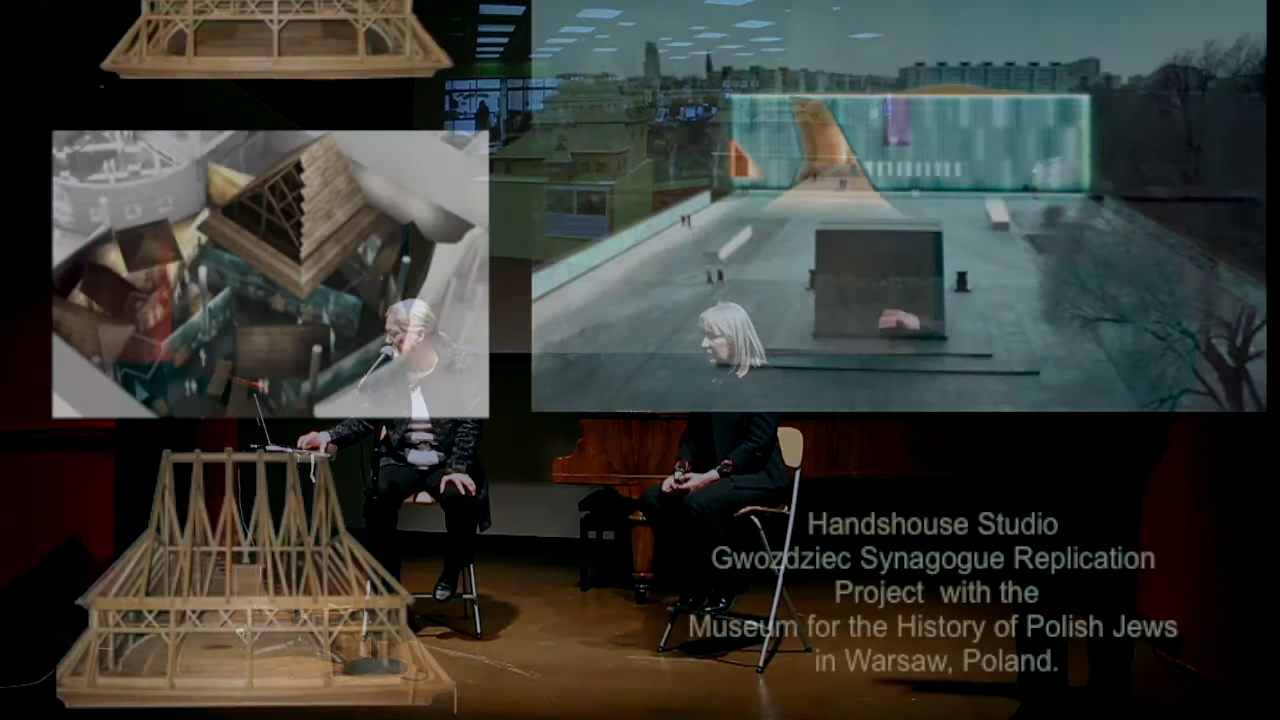 Handshouse Studio
Gwozdziec Synagogue Replication
Project with the
Museum for the History of Polish Jews
in Warsaw, Poland.